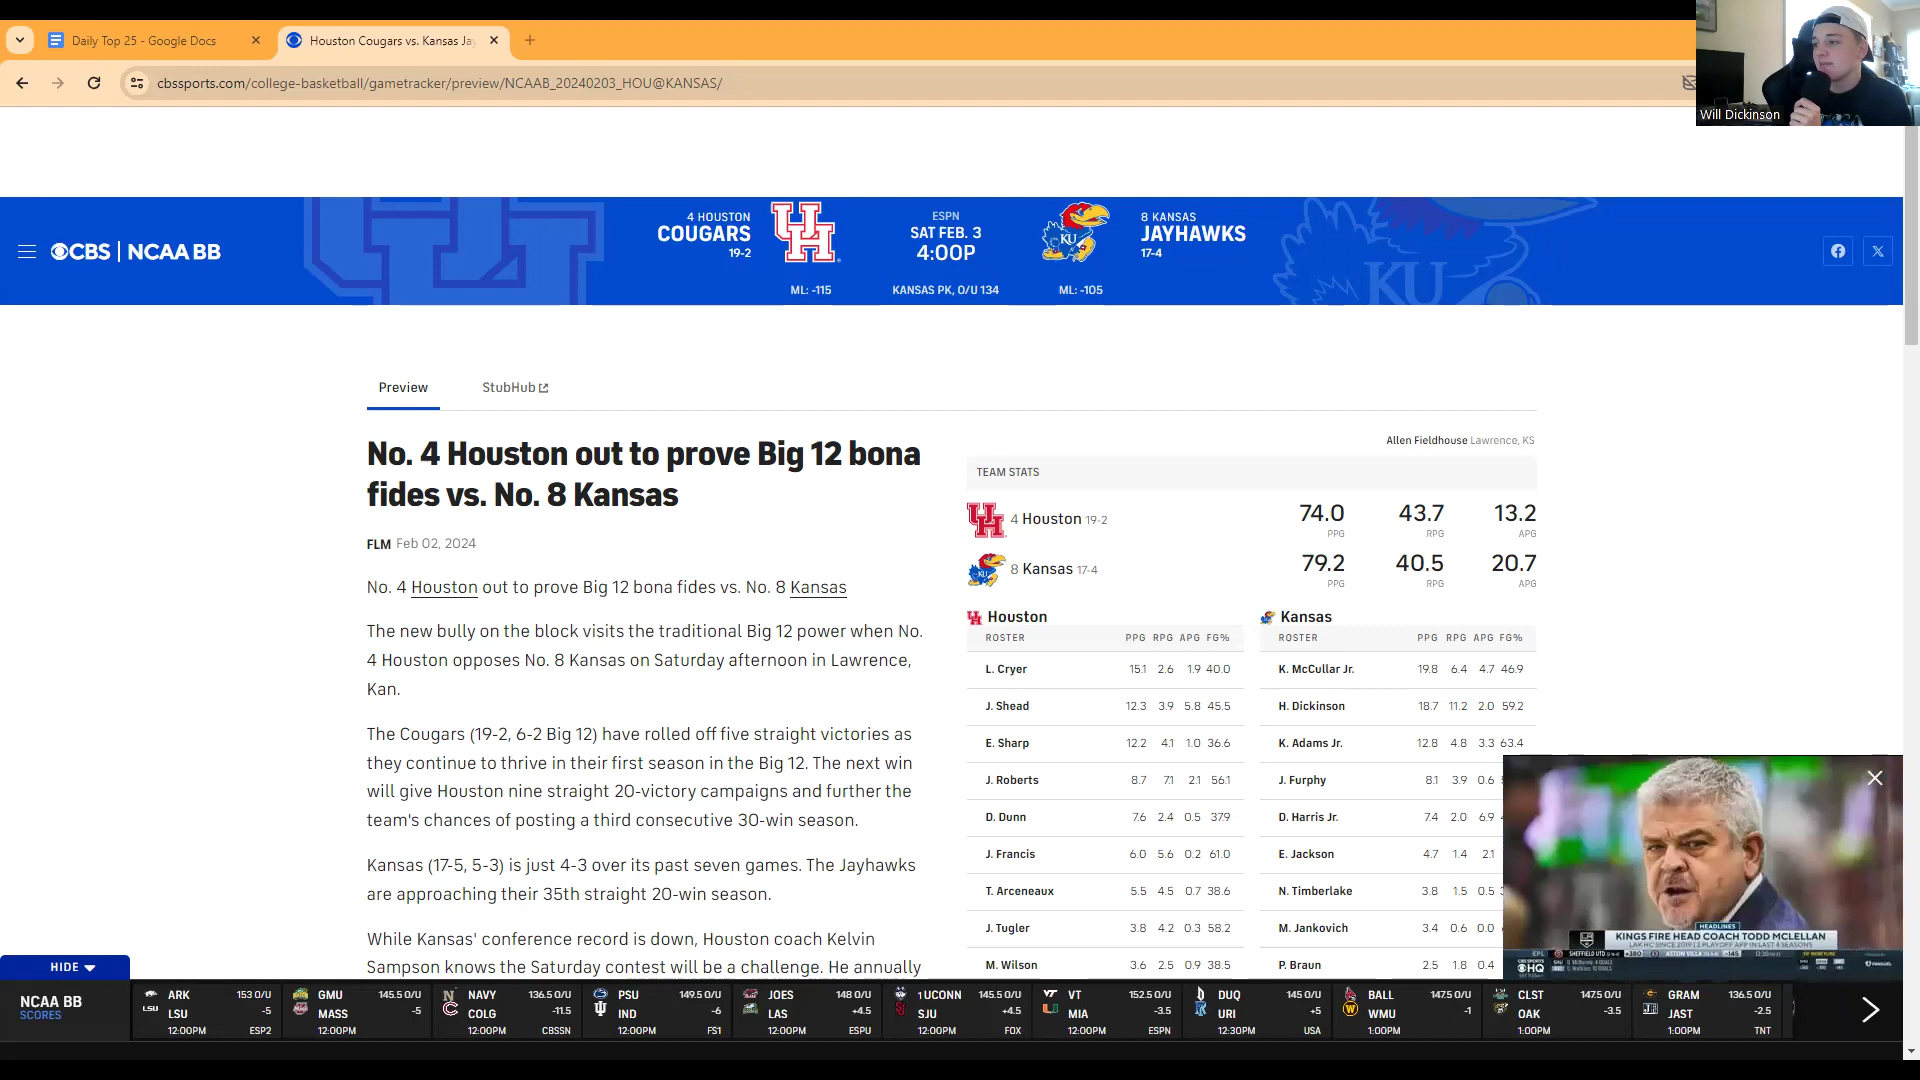 Daily Top 25 - Google Docs
Houston Cougars vs. Kansas Ja
cbssports.com/college-basketball/gametracker/preview/NCAAB_20240203_HOU@KANSAS/
Will Dickinson
CBS | NCAA BB
4 HOUSTON
COUGARS
19-2
ML: -115
ESPN
SAT FEB. 3
4:00P
KANSAS PK, O/U 134
8 KANSAS
JAYHAWKS
17-4
ML: -105
KU
Preview
StubHub
No. 4 Houston out to prove Big 12 bona
fides vs. No. 8 Kansas
FLM Feb 02, 2024
No. 4 Houston out to prove Big 12 bona fides vs. No. 8 Kansas
The new bully on the block visits the traditional Big 12 power when No.
4 Houston opposes No. 8 Kansas on Saturday afternoon in Lawrence,
Kan.
The Cougars (19-2, 6-2 Big 12) have rolled off five straight victories as
they continue to thrive in their first season in the Big 12. The next win
will give Houston nine straight 20-victory campaigns and further the
team's chances of posting a third consecutive 30-win season.
Kansas (17-5, 5-3) is just 4-3 over its past seven games. The Jayhawks
are approaching their 35th straight 20-win season.
While Kansas' conference record is down, Houston coach Kelvin
Sampson knows the Saturday contest will be a challenge. He annually
Allen Fieldhouse Lawrence, KS
TEAM STATS
4 Houston 19-2 74.0 PPG 43.7 RPG 13.2 APG
8 Kansas 17-4 79.2 PPG 40.5 RPG 20.7 APG
Houston
ROSTER PPG RPG APG FG%
L. Cryer 15.1 2.6 1.9 40.0
J. Shead 12.3 3.9 5.8 45.5
E. Sharp 12.2 4.1 1.0 36.6
J. Roberts 8.7 7.1 2.1 56.1
D. Dunn 7.6 2.4 0.5 37.9
J. Francis 6.0 5.6 0.2 61.0
T. Arceneaux 5.5 4.5 0.7 38.6
J. Tugler 3.8 4.2 0.3 58.2
M. Wilson 3.6 2.5 0.9 38.5
Kansas
ROSTER PPG RPG APG FG%
K. McCullar Jr. 19.8 6.4 4.7 46.9
H. Dickinson 18.7 11.2 2.0 59.2
K. Adams Jr. 12.8 4.8 3.3 63.4
J. Furphy 8.1 3.9 0.6
D. Harris Jr. 7.4 2.0 6.9
E. Jackson 4.7 1.4 2.1
N. Timberlake 3.8 1.5 0.5
M. Jankovich 3.4 0.6 0.0
P. Braun 2.5 1.8 0.4
HEADLINES
KINGS FIRE HEAD COACH TODD MCLELLAN
LAK HC SINCE 2019 | 2 PLAYOFF APP IN LAST 4 SEASONS
EPL SHEFFIELD UTD +380 ASTON VILLA -145
CBS SPORTS
HQ
HIDE
NCAA BB
SCORES
ARK 153 O/U
LSU -5
12:00PM ESP2
GMU 145.5 O/U
MASS -5
12:00PM
NAVY 136.5 O/U
COLG -11.5
12:00PM CBSSN
PSU 149.5 O/U
IND -6
12:00PM FS1
JOES 148 O/U
LAS +4.5
12:00PM ESPU
1 UCONN 145.5 O/U
SJU +4.5
12:00PM FOX
VT 152.5 O/U
MIA -3.5
12:00PM ESPN
DUQ 145 O/U
URI +5
12:30PM USA
BALL 147.5 O/U
WMU -1
1:00PM
CLST 147.5 O/U
OAK -3.5
1:00PM
GRAM 136.5 O/U
JAST -2.5
1:00PM TNT